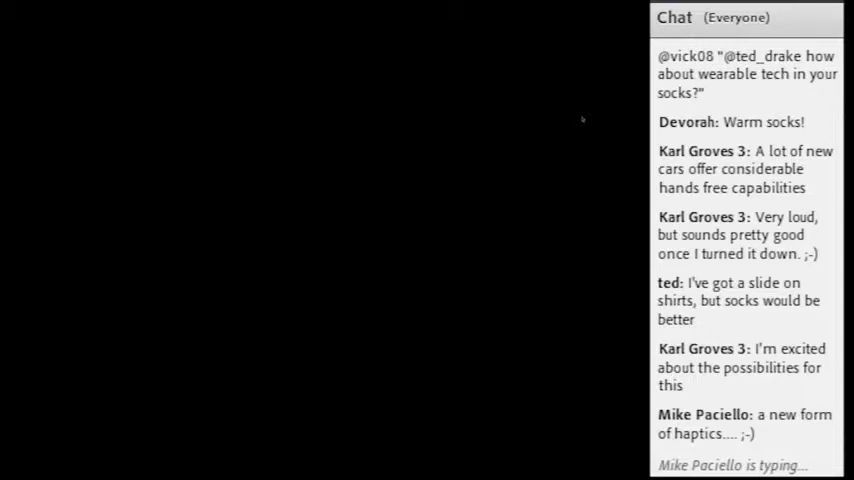 Chat (Everyone)
@vick08 "@ted_drake how
about wearable tech in your
socks?"
Devorah: Warm socks!
Karl Groves 3: A lot of new
cars offer considerable
hands free capabilities
Karl Groves 3: Very loud,
but sounds pretty good
once I turned it down. ;-)
ted: I've got a slide on
shirts, but socks would be
better
Karl Groves 3: I'm excited
about the possibilities for
this
Mike Paciello: a new form
of haptics.... ;-)
Mike Paciello is typing...